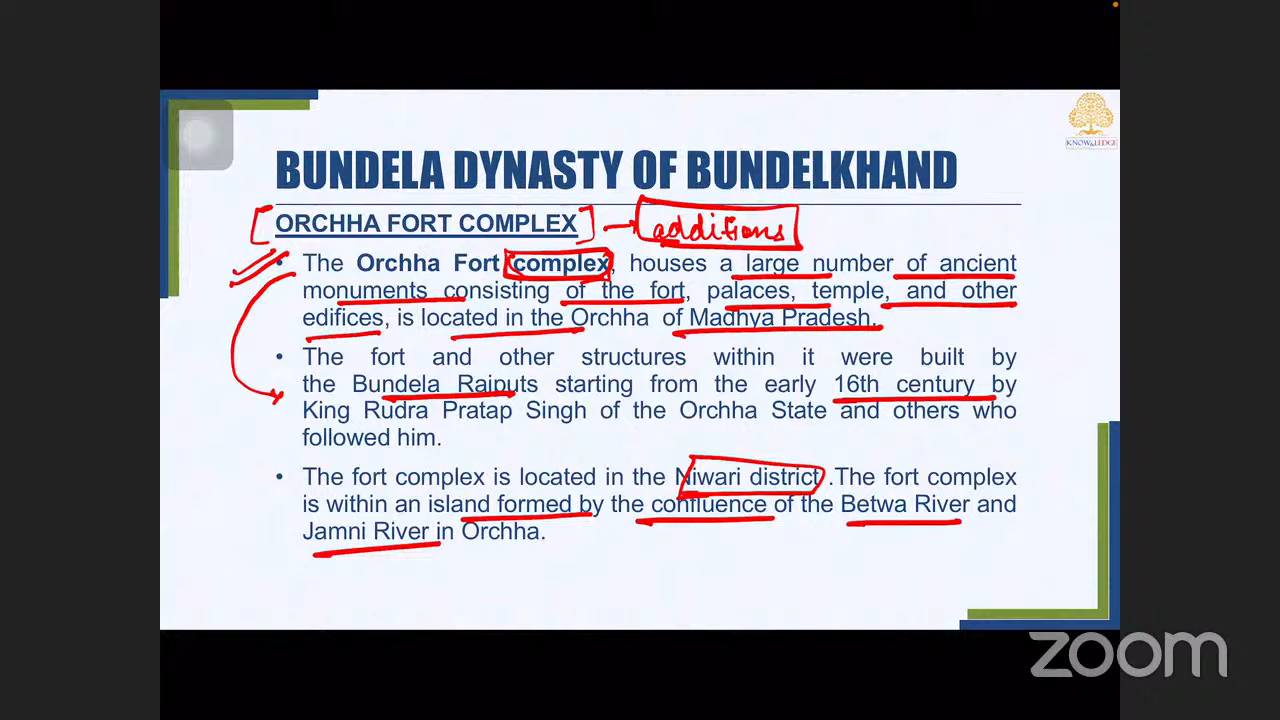 KNOW&LEDGE
BUNDELA DYNASTY OF BUNDELKHAND
ORCHHA FORT COMPLEX additions
• The Orchha Fort complex, houses a large number of ancient
monuments consisting of the fort, palaces, temple, and other
edifices, is located in the Orchha of Madhya Pradesh.
• The fort and other structures within it were built by
the Bundela Rajputs starting from the early 16th century by
King Rudra Pratap Singh of the Orchha State and others who
followed him.
• The fort complex is located in the Niwari district .The fort complex
is within an island formed by the confluence of the Betwa River and
Jamni River in Orchha.
zoom